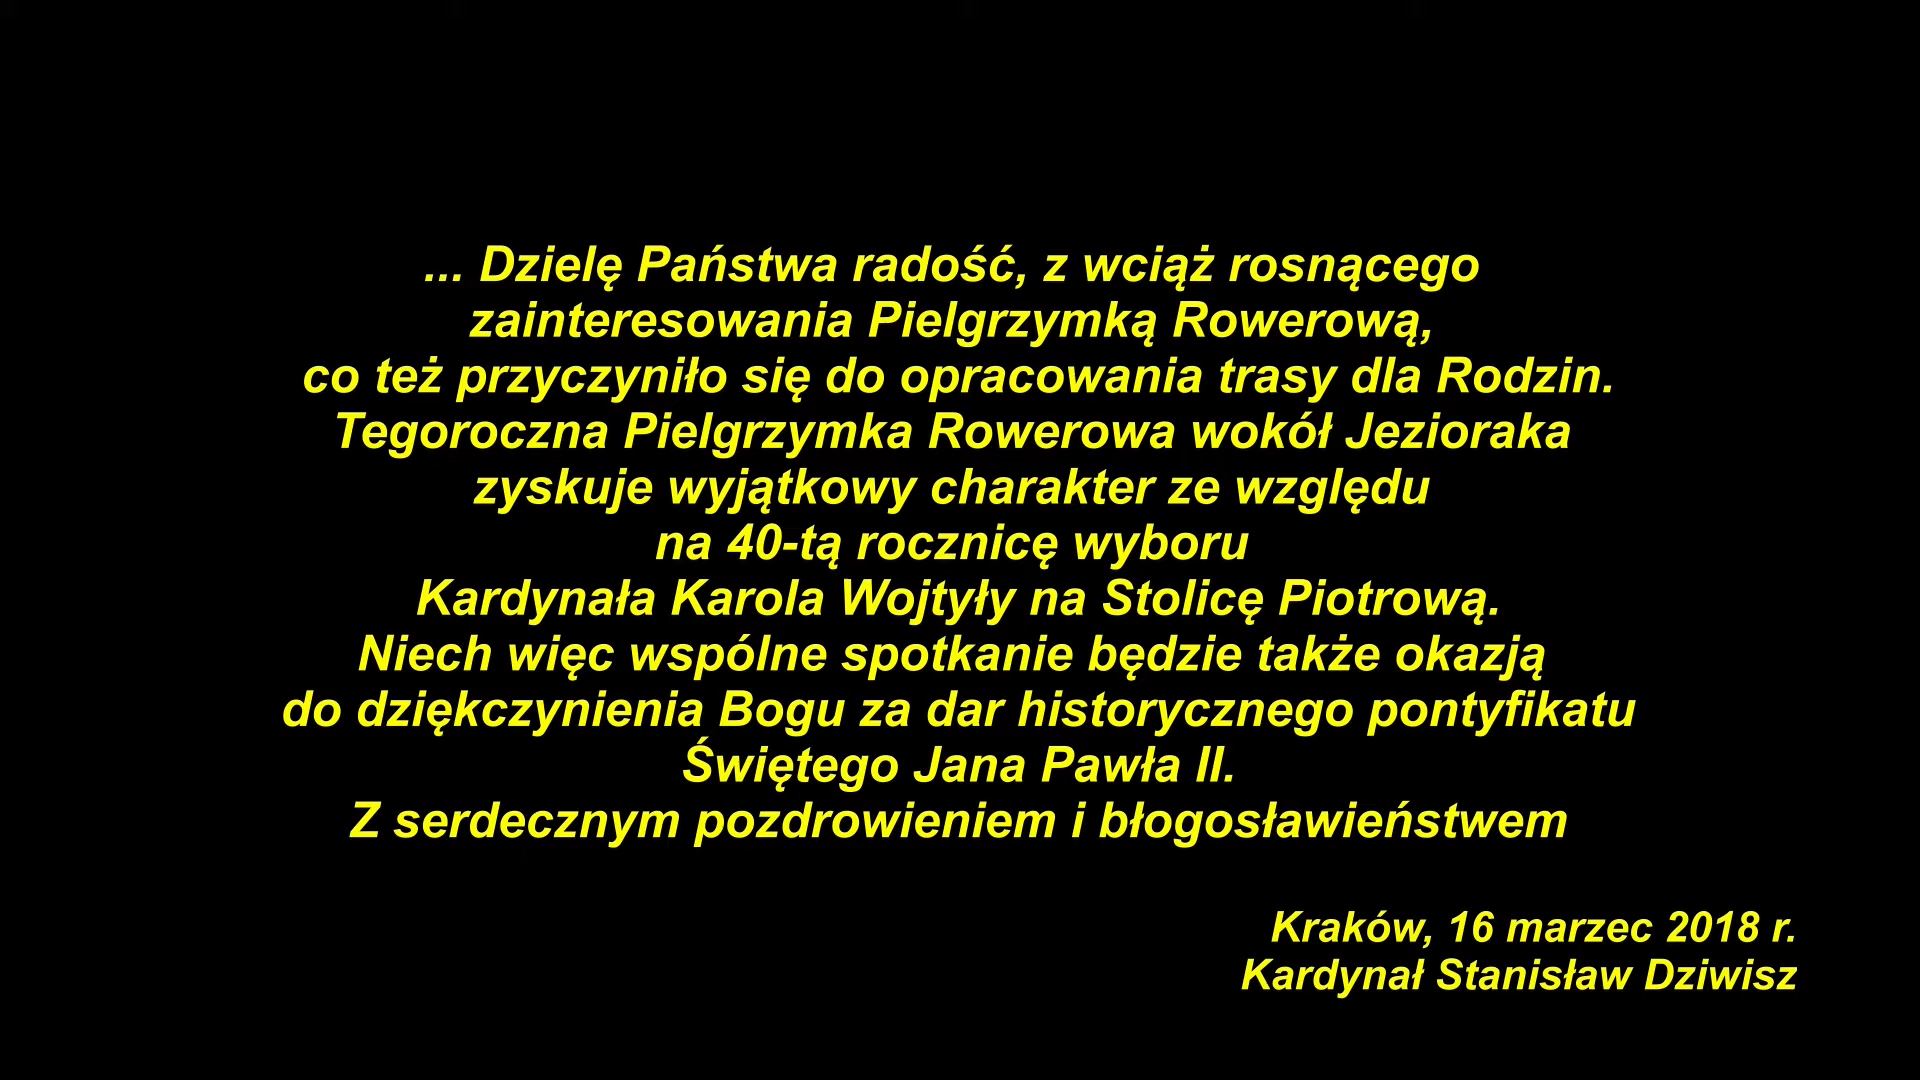 ... Dzielę Państwa radość, z wciąż rosnącego
zainteresowania Pielgrzymką Rowerową,
co też przyczyniło się do opracowania trasy dla Rodzin.
Tegoroczna Pielgrzymka Rowerowa wokół Jezioraka
zyskuje wyjątkowy charakter ze względu
na 40-tą rocznicę wyboru
Kardynała Karola Wojtyły na Stolicę Piotrową.
Niech więc wspólne spotkanie będzie także okazją
do dziękczynienia Bogu za dar historycznego pontyfikatu
Świętego Jana Pawła II.
Z serdecznym pozdrowieniem i błogosławieństwem
Kraków, 16 marzec 2018 r.
Kardynał Stanisław Dziwisz